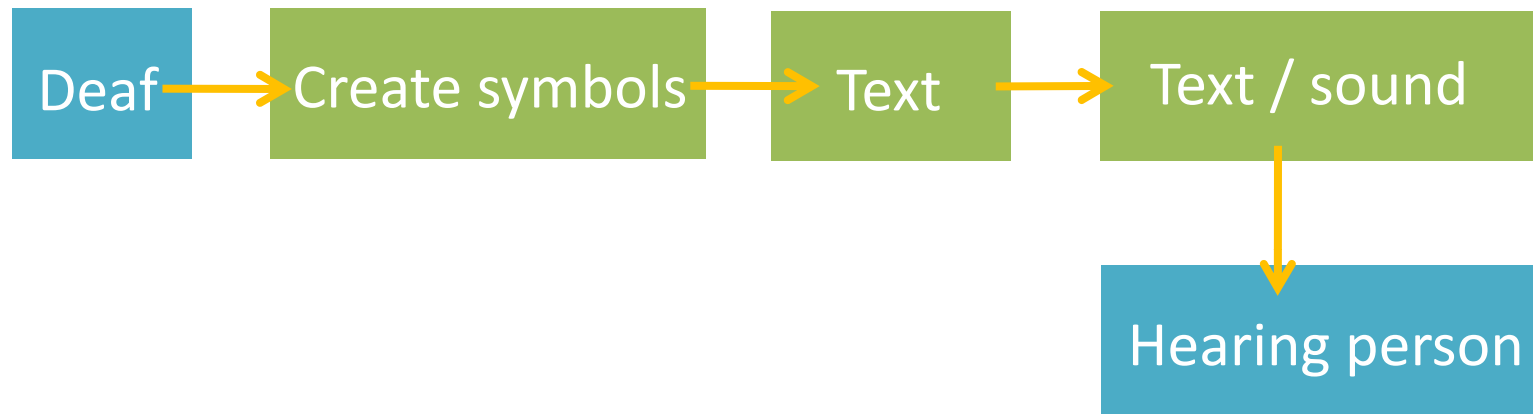 Deaf
Create symbols
Text
Text / sound
Hearing person